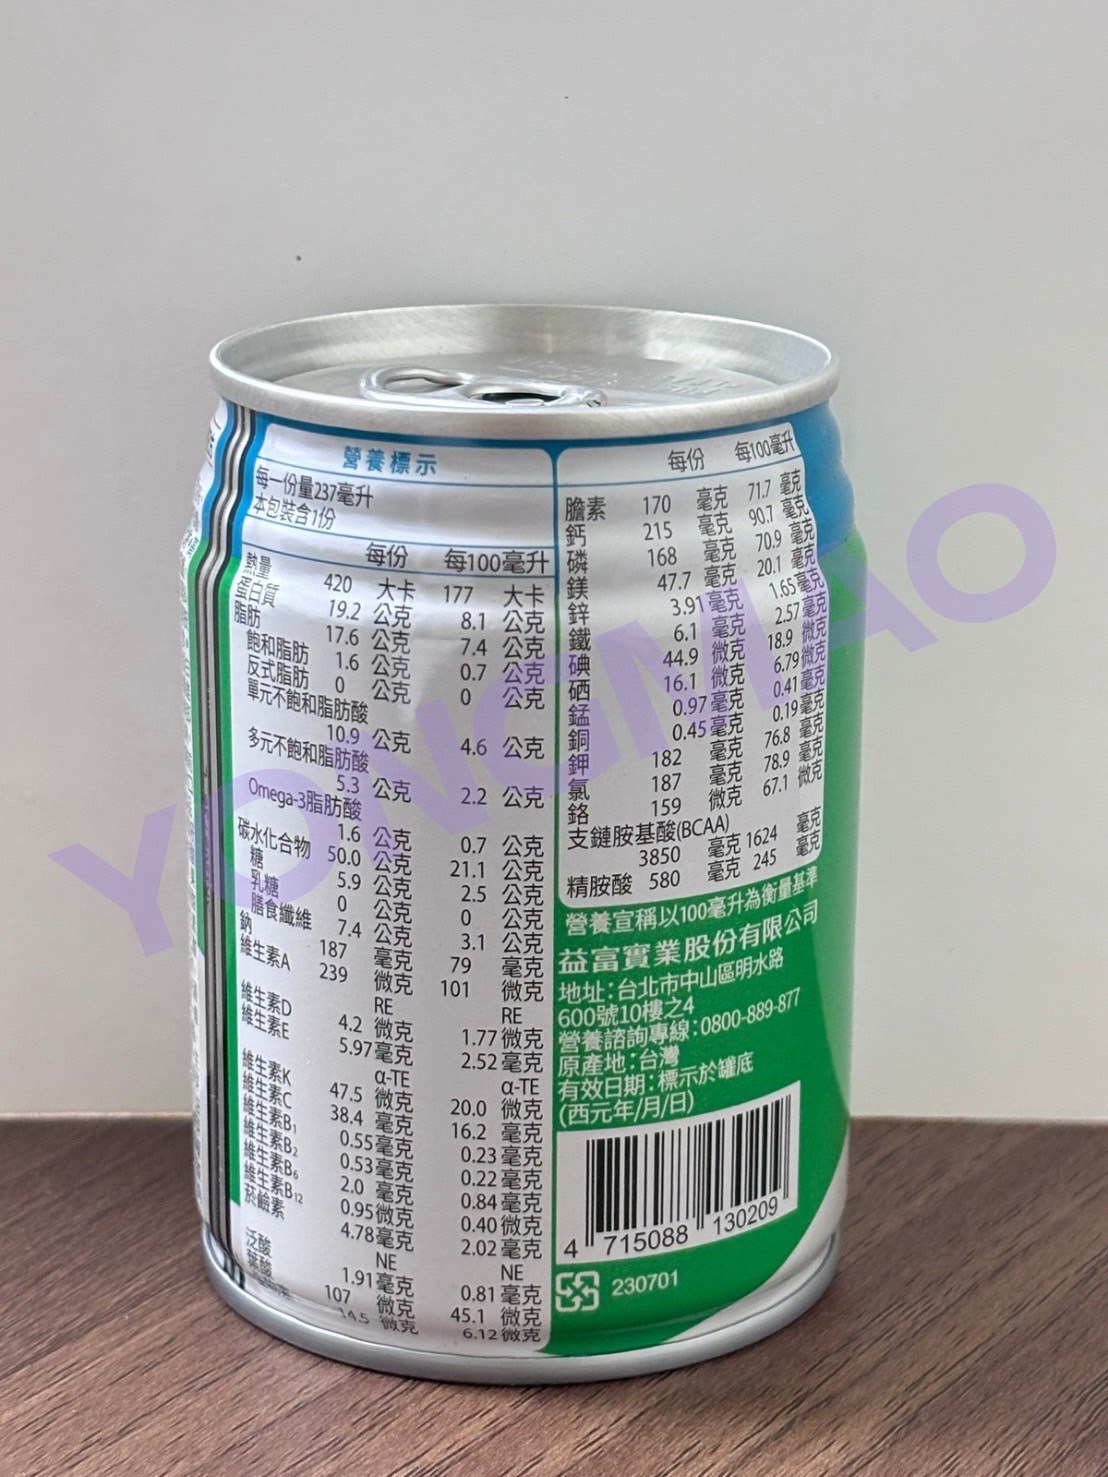 營養標示
每一份量237毫升
本包裝含1份
每份 每100毫升
熱量 420 大卡 177 大卡
蛋白質 19.2 公克 8.1 公克
脂肪 17.6 公克 7.4 公克
飽和脂肪 1.6 公克 0.7 公克
反式脂肪 0 公克 0 公克
單元不飽和脂肪酸
10.9 公克 4.6 公克
多元不飽和脂肪酸
5.3 公克 2.2 公克
Omega-3脂肪酸
1.6 公克 0.7 公克
碳水化合物 50.0 公克 21.1 公克
糖 5.9 公克 2.5 公克
乳糖 0 公克 0 公克
膳食纖維 7.4 公克 3.1 公克
鈉 187 毫克 79 毫克
維生素A 239 微克 101 微克
RE RE
維生素D 4.2 微克 1.77 微克
維生素E 5.97 毫克 2.52 毫克
α-TE α-TE
維生素K 47.5 微克 20.0 微克
維生素C 38.4 毫克 16.2 毫克
維生素B₁ 0.55 毫克 0.23 毫克
維生素B₂ 0.53 毫克 0.22 毫克
維生素B₆ 2.0 毫克 0.84 毫克
維生素B₁₂ 0.95 微克 0.40 微克
菸鹼素 4.78 毫克 2.02 毫克
NE NE
泛酸 1.91 毫克 0.81 毫克
葉酸 107 微克 45.1 微克
14.5 微克 6.12 微克
每份 每100毫升
膽素 170 毫克 71.7 毫克
鈣 215 毫克 90.7 毫克
磷 168 毫克 70.9 毫克
鎂 47.7 毫克 20.1 毫克
鋅 3.91 毫克 1.65 毫克
鐵 6.1 毫克 2.57 毫克
碘 44.9 微克 18.9 微克
硒 16.1 微克 6.79 微克
錳 0.97 毫克 0.41 毫克
銅 0.45 毫克 0.19 毫克
鉀 182 毫克 76.8 毫克
氯 187 毫克 78.9 毫克
鉻 159 微克 67.1 微克
支鏈胺基酸(BCAA)
3850 毫克 1624 毫克
精胺酸 580 毫克 245 毫克
營養宣稱以100毫升為衡量基準
益富實業股份有限公司
地址:台北市中山區明水路
600號10樓之4
營養諮詢專線:0800-889-877
原產地:台灣
有效日期:標示於罐底
(西元年/月/日)
4 715088 130209
230701
YONGMAO